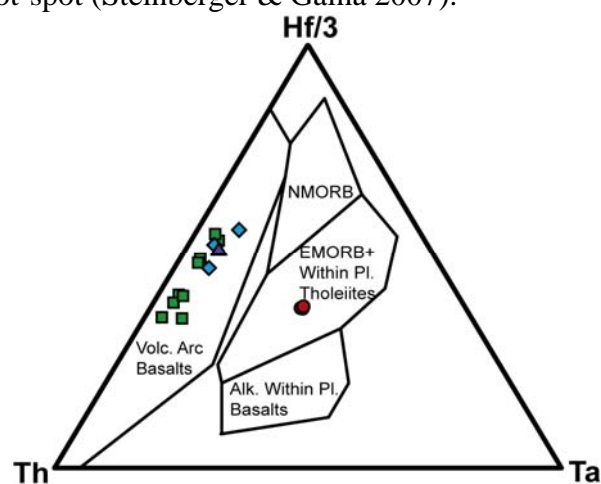 ot-spot (Steinberger & Gaina 2007).
Hf/3
NMORB
EMORB+
Within Pl.
Tholeiites
Volc. Arc
Basalts
Alk. Within Pl.
Basalts
Th
Ta